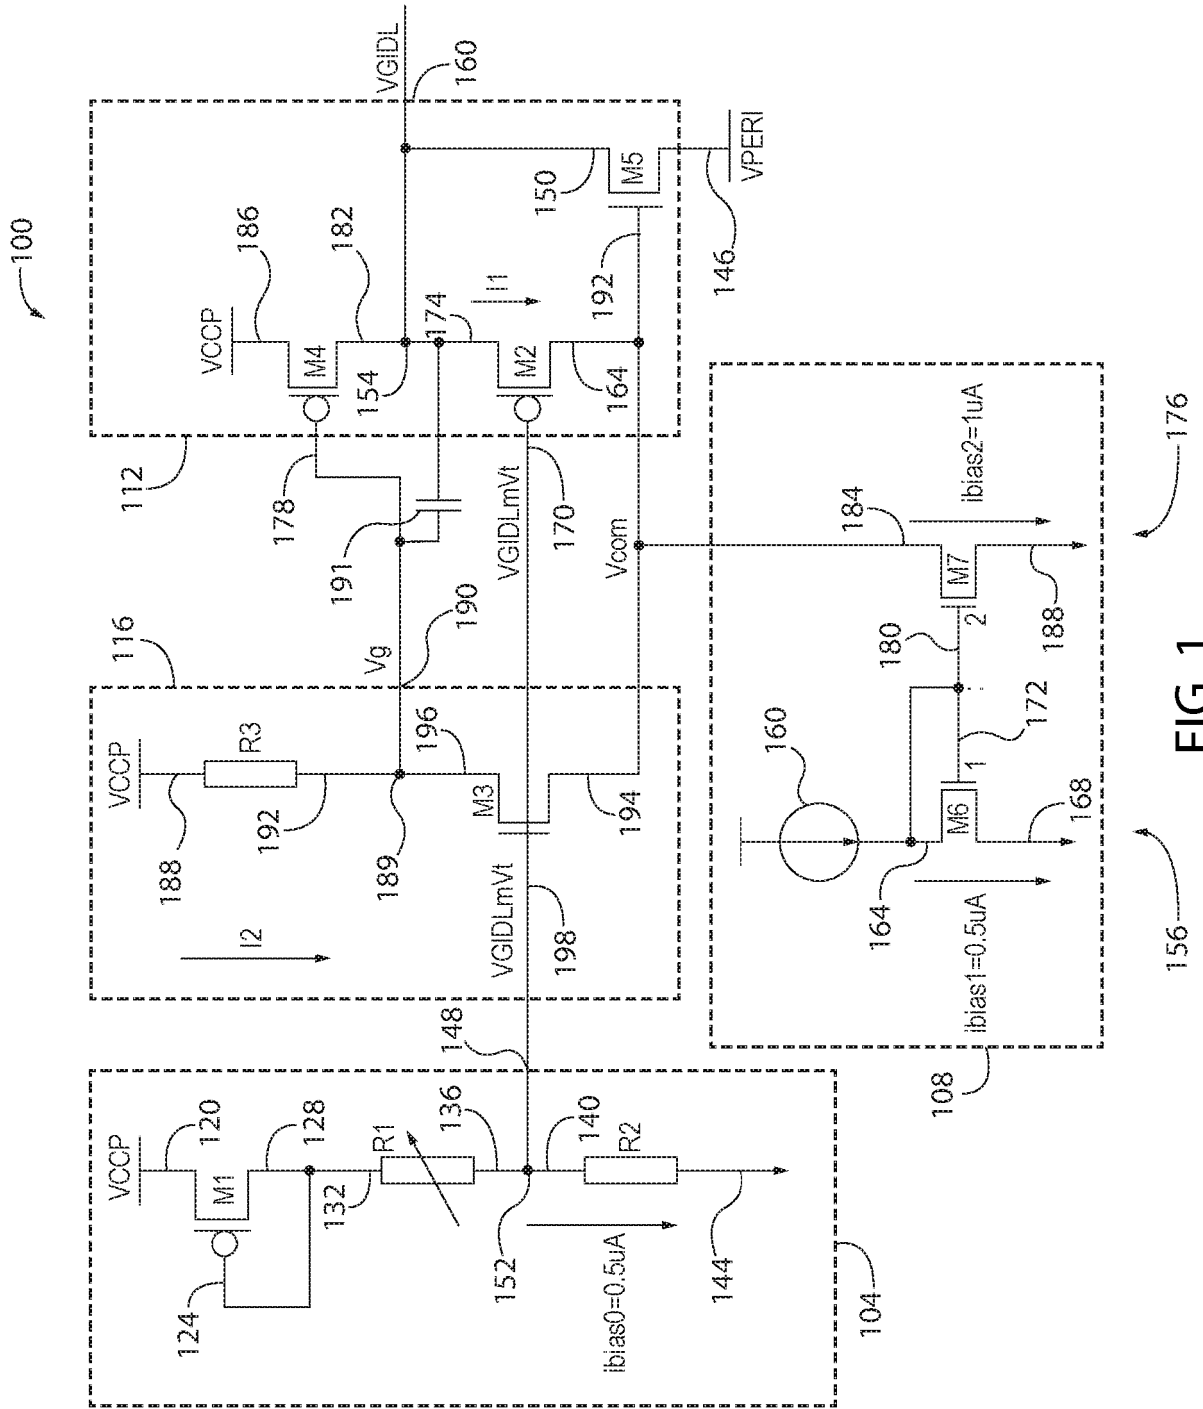 100
VCCP
120
124
M1
128
132
R1
136
148
152
140
R2
ibias0=0.5uA
144
104
116
VCCP
188
R3
192
I2
189
196
M3
194
Vg
190
VGIDLmVt
198
112
VCCP
186
M4
182
178
154
191
174
I1
VGIDLmVt
170
M2
164
Vcom
192
VGIDL
160
150
M5
146
VPERI
108
160
164
M6
1
172
168
ibias1=0.5uA
156
180
2
M7
184
188
ibias2=1uA
176
FIG. 1